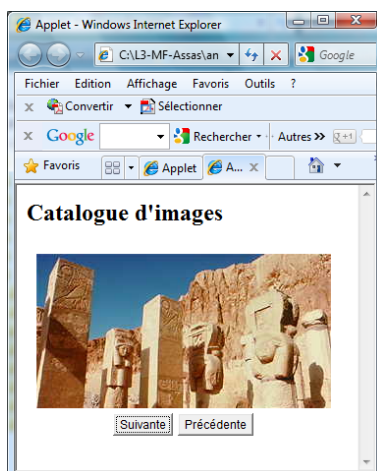 Applet - Windows Internet Explorer
C:\L3-MF-Assas\an
Google
Fichier Edition Affichage Favoris Outils ?
x Convertir Sélectionner
x Google Rechercher Autres >>
Favoris Applet A... x
Catalogue d'images
Suivante Précédente